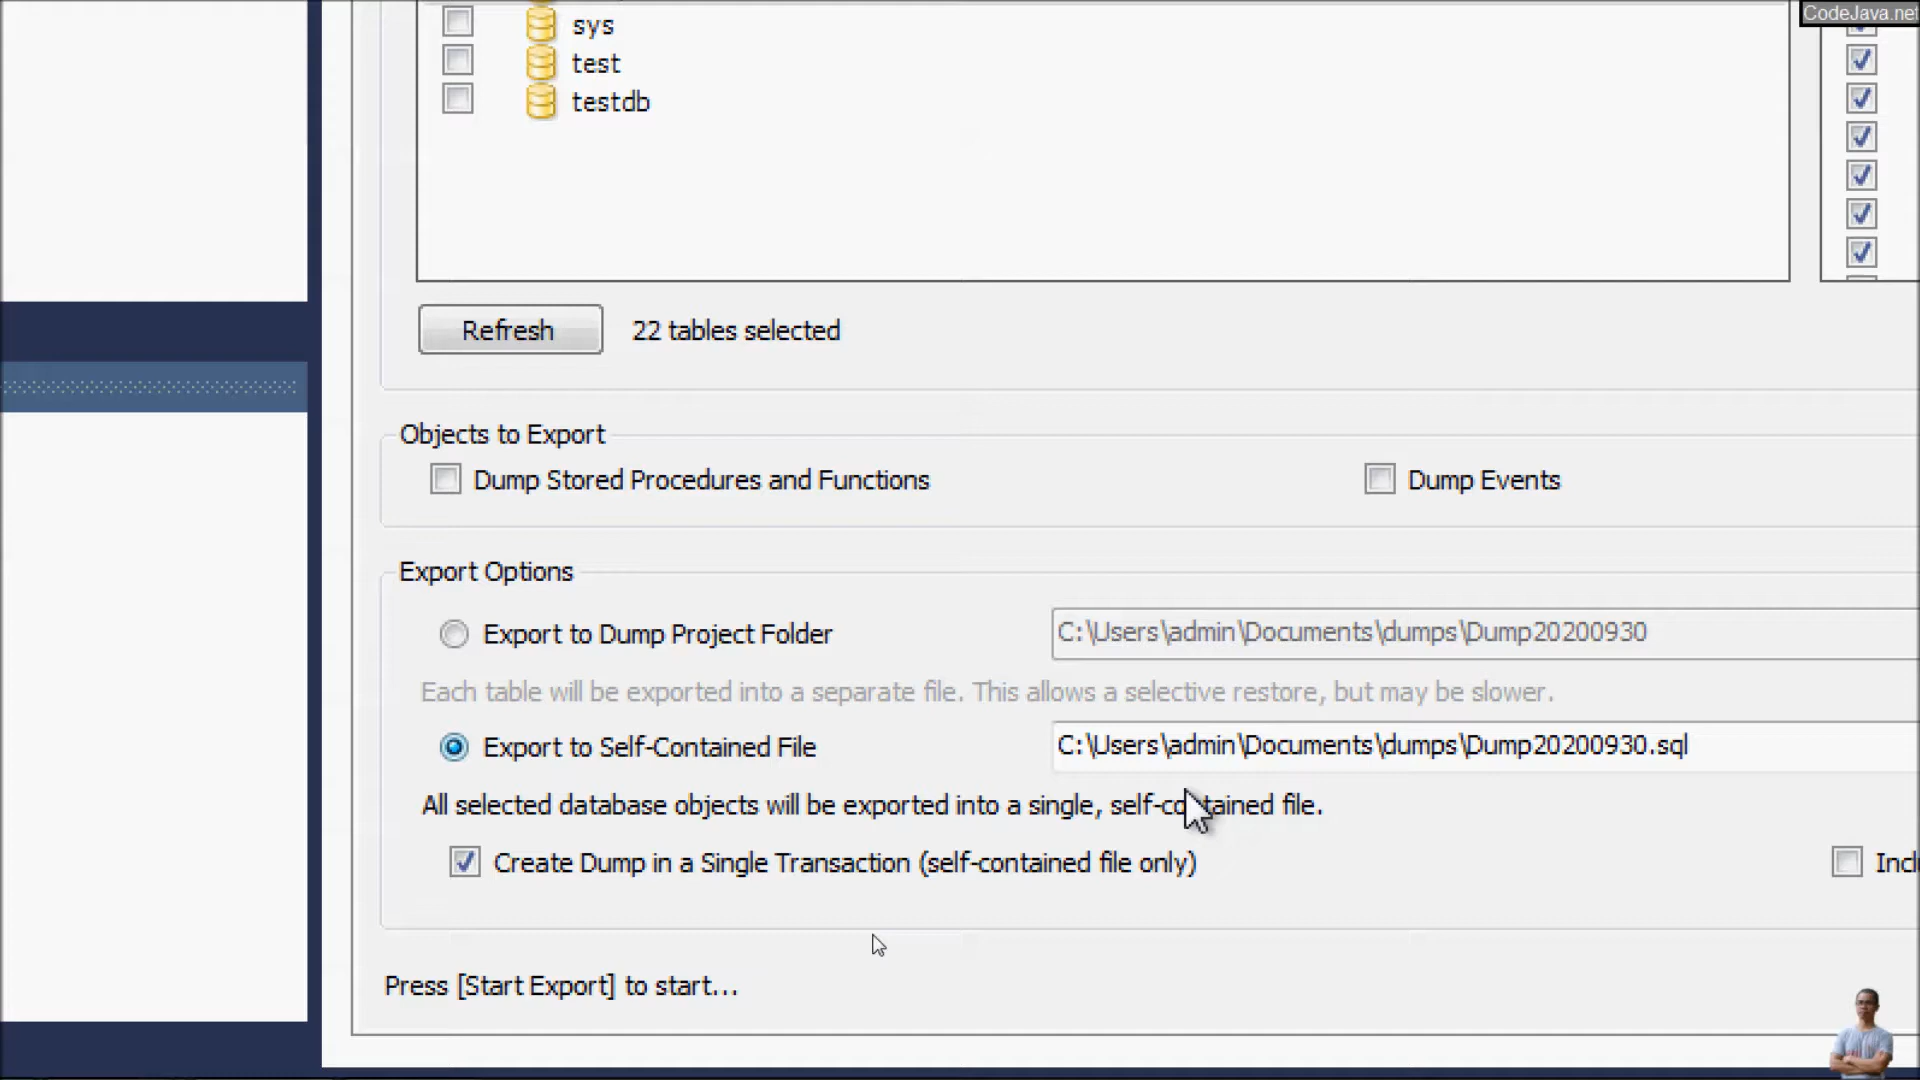 CodeJava.net
sys
test
testdb
Refresh
22 tables selected
Objects to Export
Dump Stored Procedures and Functions
Dump Events
Export Options
Export to Dump Project Folder
C:\Users\admin\Documents\dumps\Dump20200930
Each table will be exported into a separate file. This allows a selective restore, but may be slower.
Export to Self-Contained File
C:\Users\admin\Documents\dumps\Dump20200930.sql
All selected database objects will be exported into a single, self-contained file.
Create Dump in a Single Transaction (self-contained file only)
Press [Start Export] to start...